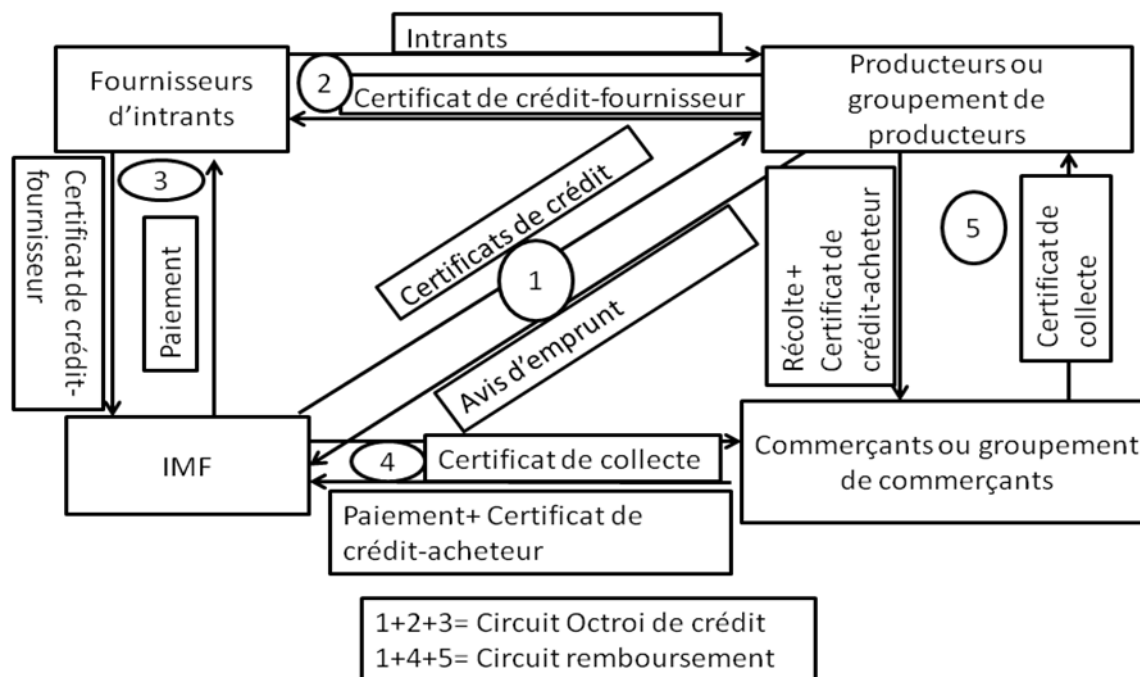 Intrants
Fournisseurs
d’intrants
2
Certificat de crédit-fournisseur
Producteurs ou
groupement de
producteurs
Certificat de crédit-
fournisseur
3
Paiement
Certificats de crédit
1
Avis d’emprunt
Récolte +
Certificat de
crédit-acheteur
5
Certificat de
collecte
IMF
4
Certificat de collecte
Commerçants ou groupement
de commerçants
Paiement+ Certificat de
crédit-acheteur
1+2+3= Circuit Octroi de crédit
1+4+5= Circuit remboursement